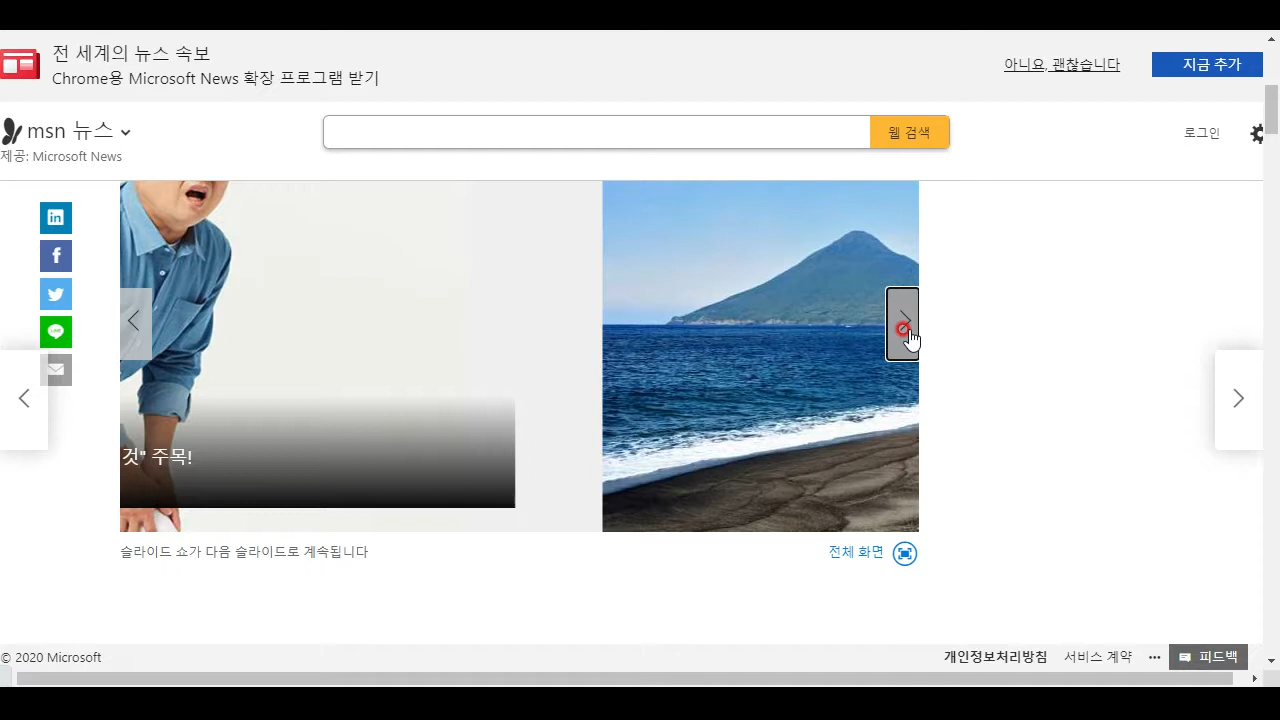 전 세계의 뉴스 속보
Chrome용 Microsoft News 확장 프로그램 받기
아니요, 괜찮습니다
지금 추가
msn 뉴스
제공: Microsoft News
웹 검색
로그인
in
f
LINE
것" 주목!
슬라이드 쇼가 다음 슬라이드로 계속됩니다
전체 화면
© 2020 Microsoft
개인정보처리방침
서비스 계약
...
피드백